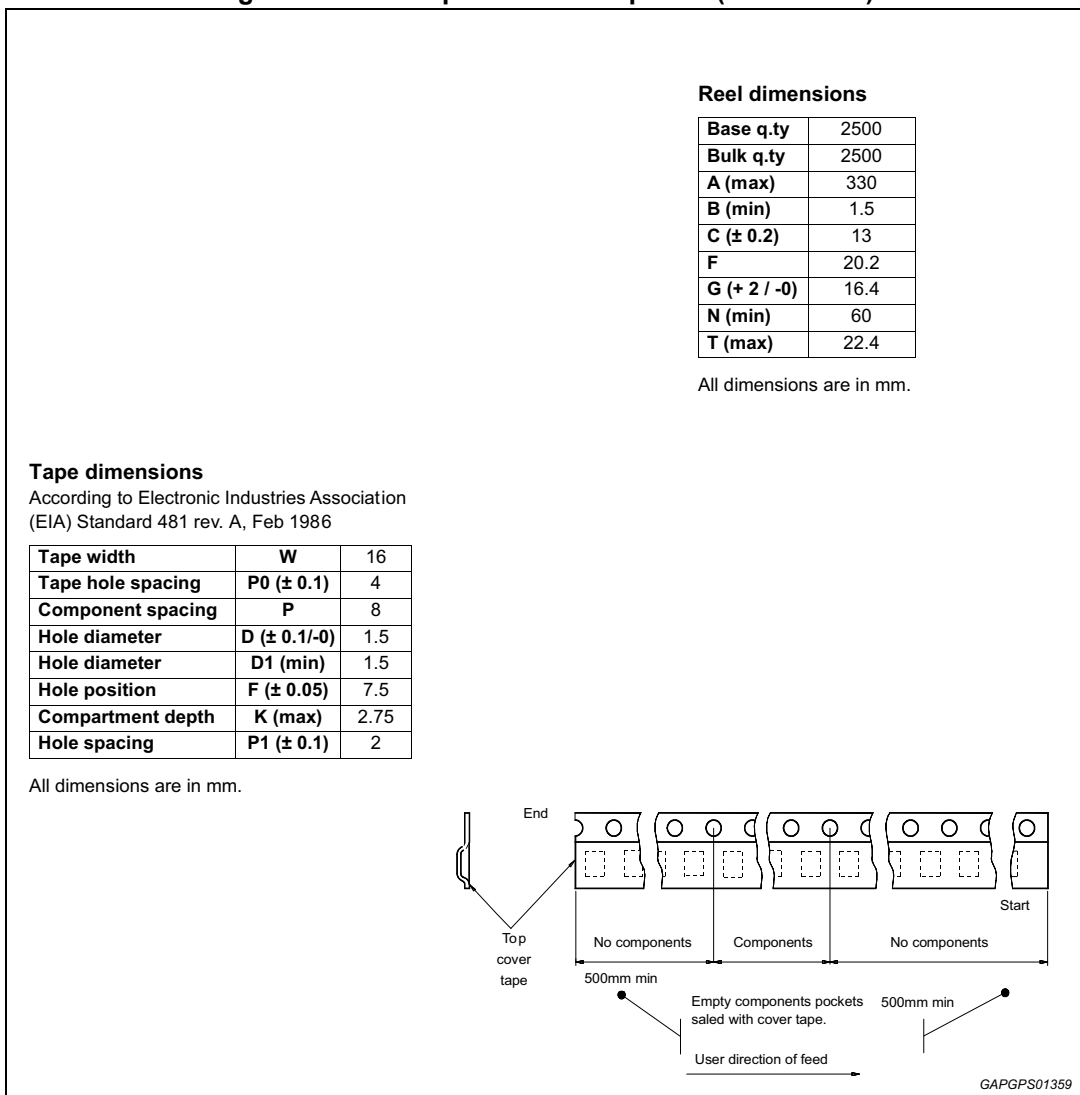 Reel dimensions
Base q.ty 2500
Bulk q.ty 2500
A (max) 330
B (min) 1.5
C (± 0.2) 13
F 20.2
G (+ 2 / -0) 16.4
N (min) 60
T (max) 22.4
All dimensions are in mm.
Tape dimensions
According to Electronic Industries Association
(EIA) Standard 481 rev. A, Feb 1986
Tape width W 16
Tape hole spacing P0 (± 0.1) 4
Component spacing P 8
Hole diameter D (± 0.1/-0) 1.5
Hole diameter D1 (min) 1.5
Hole position F (± 0.05) 7.5
Compartment depth K (max) 2.75
Hole spacing P1 (± 0.1) 2
All dimensions are in mm.
End
Start
Top
cover
tape
No components Components No components
500mm min
Empty components pockets
saled with cover tape.
500mm min
User direction of feed
GAPGPS01359